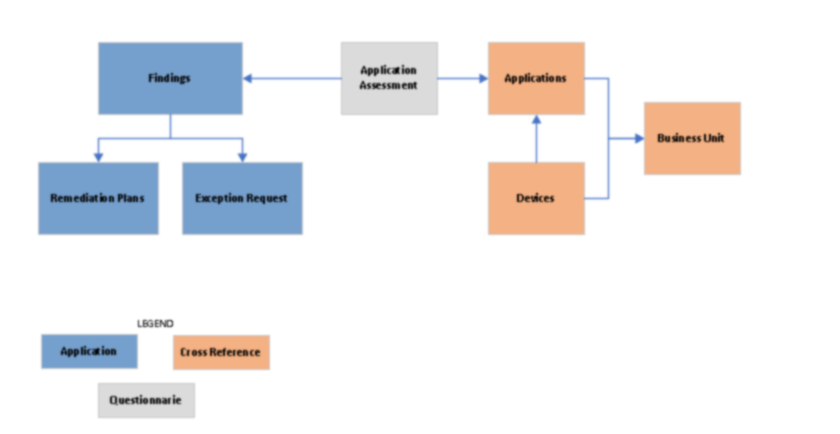 Findings
Application
Assessment
Applications
Business Unit
Remediation Plans
Exception Request
Devices
LEGEND
Application
Cross Reference
Questionnarie